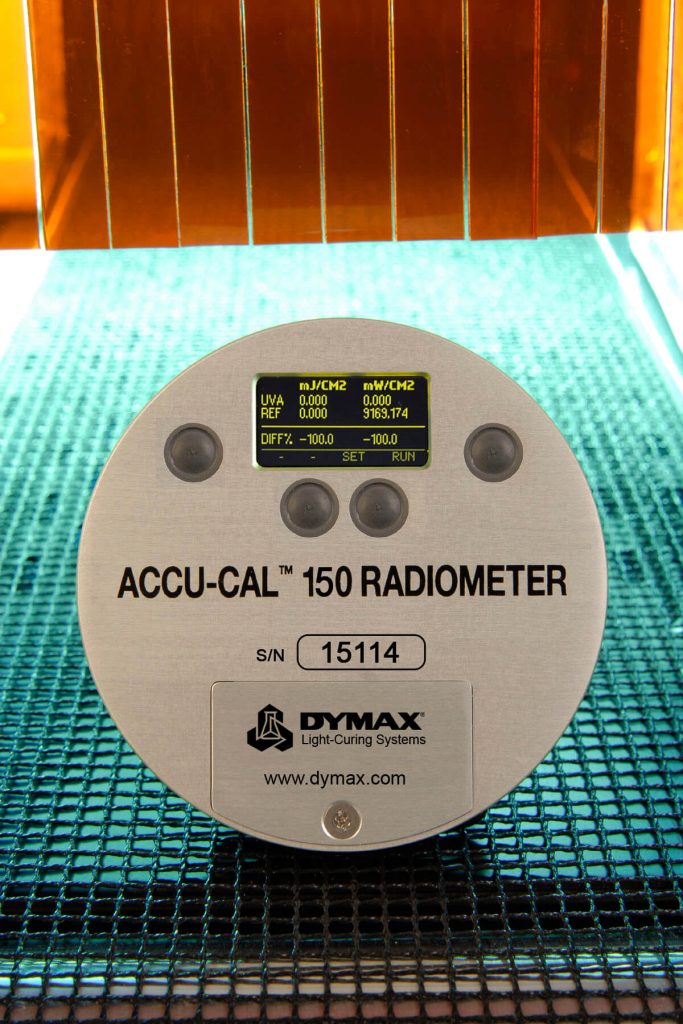 mJ/CM2 mW/CM2
UVA 0.000 0.000
REF 0.000 9169.174
DIFF% -100.0 -100.0
- - SET RUN
ACCU-CAL™ 150 RADIOMETER
S/N 15114
DYMAX®
Light-Curing Systems
www.dymax.com